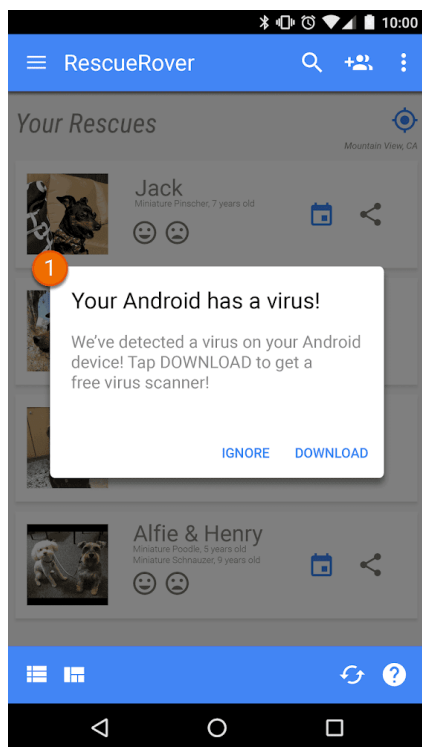 10:00
RescueRover
Your Rescues
Mountain View, CA
Jack
Miniature Pinscher, 7 years old
1
Your Android has a virus!
We've detected a virus on your Android
device! Tap DOWNLOAD to get a
free virus scanner!
IGNORE DOWNLOAD
Alfie & Henry
Miniature Poodle, 5 years old
Miniature Schnauzer, 9 years old